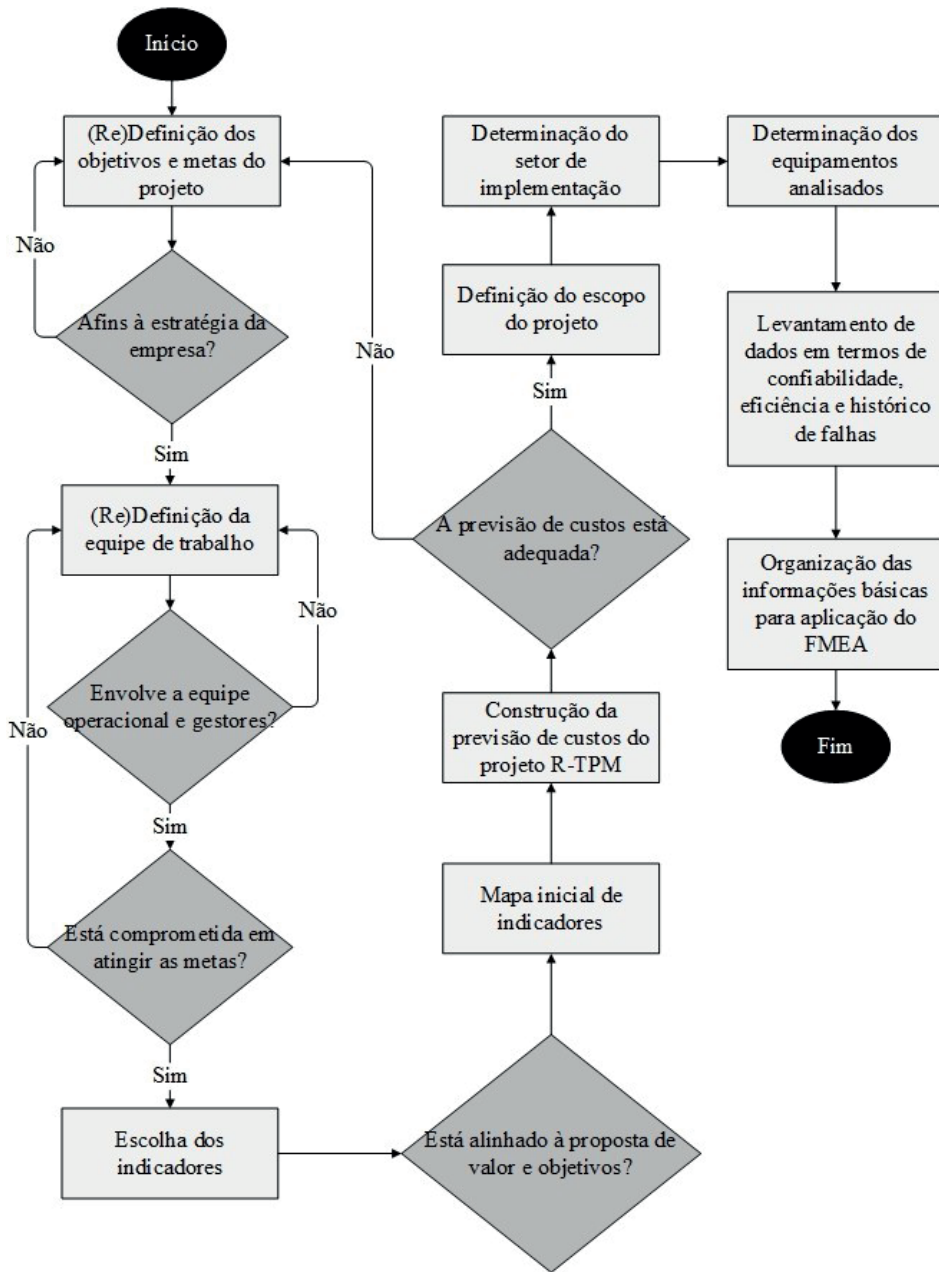 Início
(Re)Definição dos
objetivos e metas do
projeto
Não
Afins à estratégia da
empresa?
Sim
(Re)Definição da
equipe de trabalho
Não
Envolve a equipe
operacional e gestores?
Não
Sim
Está comprometida em
atingir as metas?
Sim
Escolha dos
indicadores
Está alinhado à proposta de
valor e objetivos?
Mapa inicial de
indicadores
Construção da
previsão de custos do
projeto R-TPM
A previsão de custos está
adequada?
Não
Sim
Definição do escopo
do projeto
Determinação do
setor de
implementação
Determinação dos
equipamentos
analisados
Levantamento de
dados em termos de
confiabilidade,
eficiência e histórico
de falhas
Organização das
informações básicas
para aplicação do
FMEA
Fim